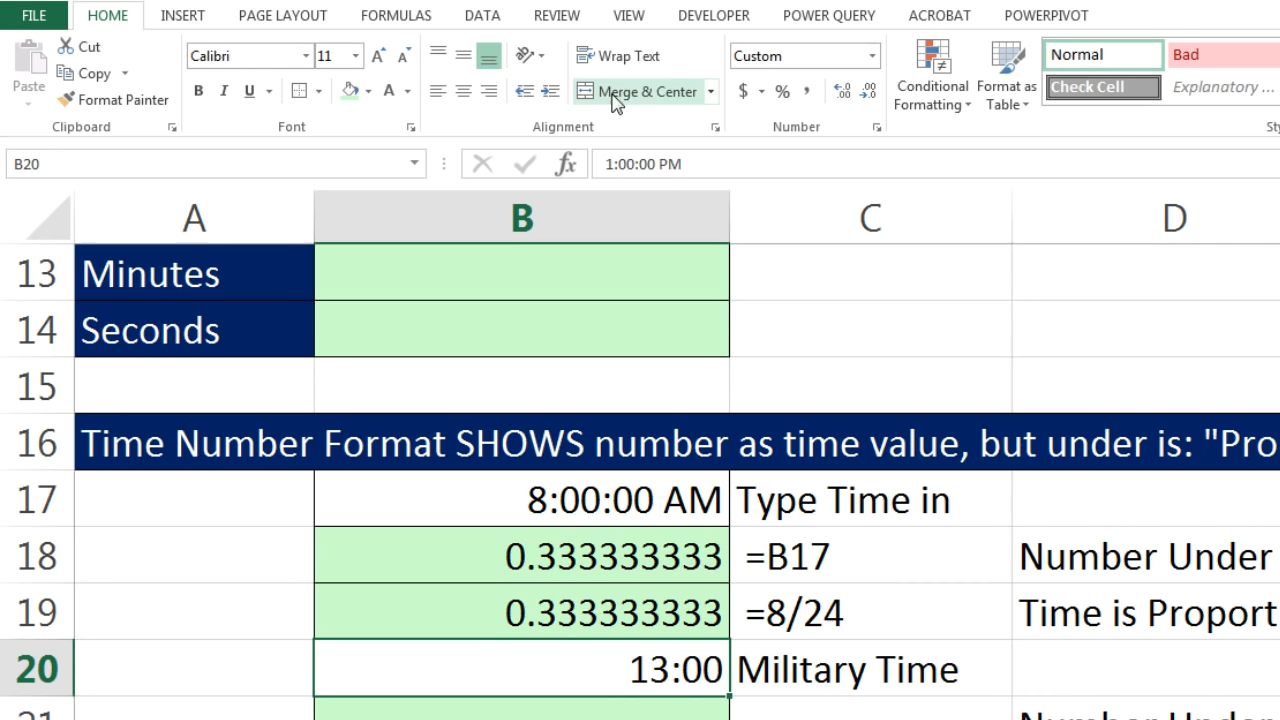 FILE HOME INSERT PAGE LAYOUT FORMULAS DATA REVIEW VIEW DEVELOPER POWER QUERY ACROBAT POWERPIVOT
Paste
Cut
Copy
Format Painter
Clipboard
Calibri 11
B I U A
Font
Wrap Text
Merge & Center
Alignment
Custom
$ % ,
Number
Conditional
Formatting
Format as
Table
Normal
Bad
Check Cell
Explanatory ...
B20
fx
1:00:00 PM
A B C D
13 Minutes
14 Seconds
15
16 Time Number Format SHOWS number as time value, but under is: "Pro
17 8:00:00 AM Type Time in
18 0.333333333 =B17 Number Under
19 0.333333333 =8/24 Time is Proport
20 13:00 Military Time